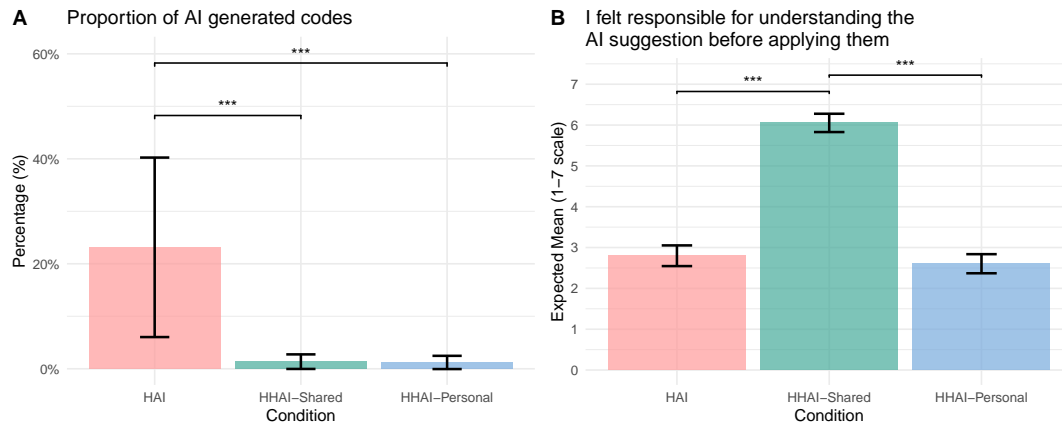 A Proportion of AI generated codes
60%
40%
20%
0%
Percentage (%)
***
***
HAI
HHAI−Shared
HHAI−Personal
Condition
B I felt responsible for understanding the
AI suggestion before applying them
7
6
5
4
3
2
1
0
Expected Mean (1−7 scale)
***
***
HAI
HHAI−Shared
HHAI−Personal
Condition